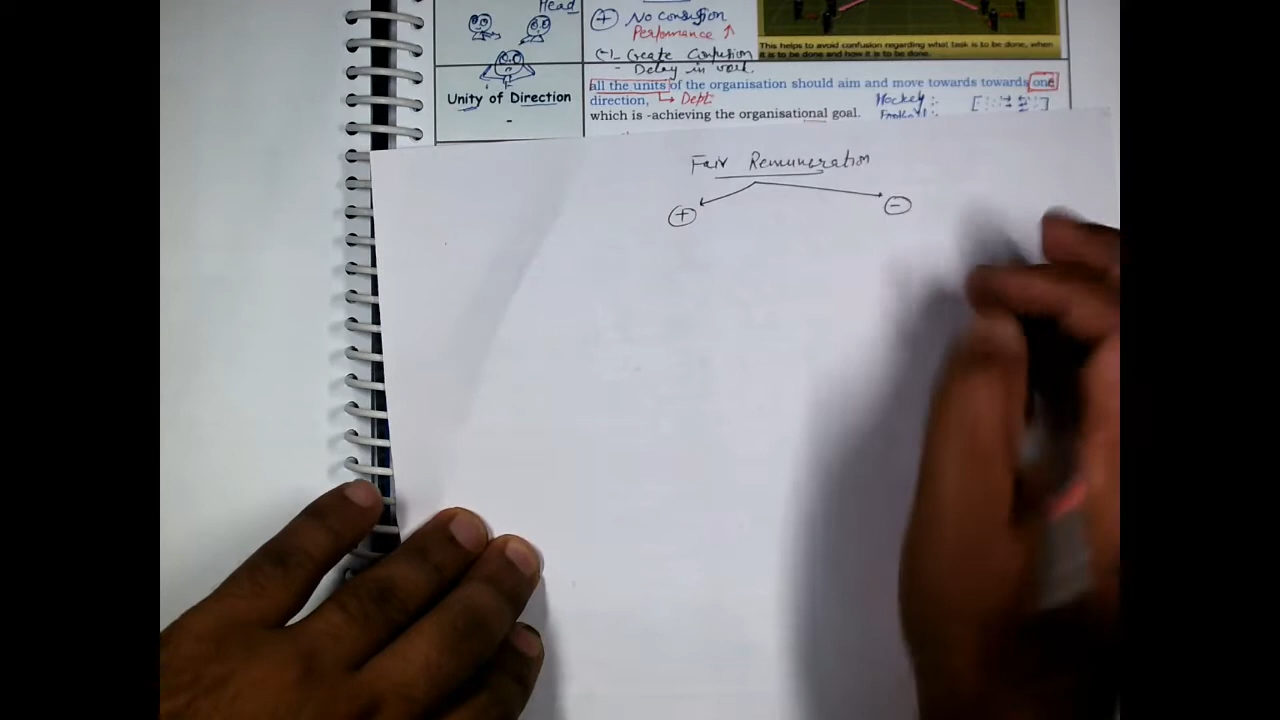 Head
⊕ No confusion
Performance ↑
(-)- Create Confusion
- Delay in work
This helps to avoid confusion regarding what task is to be done, when
it is to be done and how it is to be done.
Unity of Direction
-
all the units of the organisation should aim and move towards towards one
direction, → Dept.
which is -achieving the organisational goal.
Hockey :-
Football :-
Fair Remuneration
⊕ ⊖